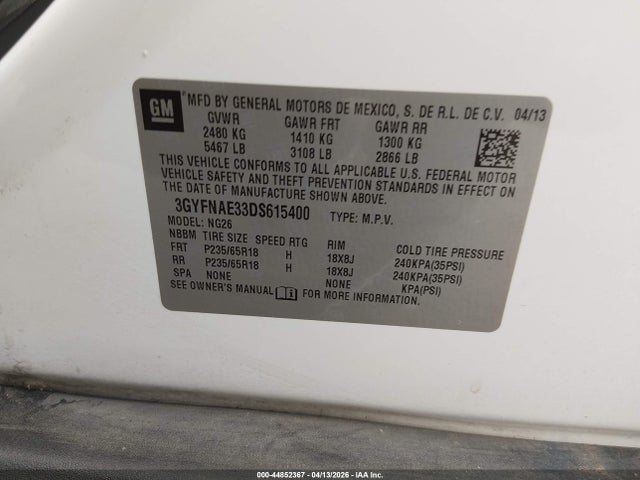 GM
MFD BY GENERAL MOTORS DE MEXICO, S. DE R.L. DE C.V. 04/13
GVWR GAWR FRT GAWR RR
2480 KG 1410 KG 1300 KG
5467 LB 3108 LB 2866 LB
THIS VEHICLE CONFORMS TO ALL APPLICABLE U.S. FEDERAL MOTOR
VEHICLE SAFETY AND THEFT PREVENTION STANDARDS IN EFFECT ON
THE DATE OF MANUFACTURE SHOWN ABOVE.
3GYFNAE33DS615400 TYPE: M.P.V.
MODEL: NG26
NBBM TIRE SIZE SPEED RTG RIM COLD TIRE PRESSURE
FRT P235/65R18 H 18X8J 240KPA(35PSI)
RR P235/65R18 H 18X8J 240KPA(35PSI)
SPA NONE NONE KPA(PSI)
SEE OWNER'S MANUAL FOR MORE INFORMATION.
000-44852367 | 04/13/2026 | IAA Inc.